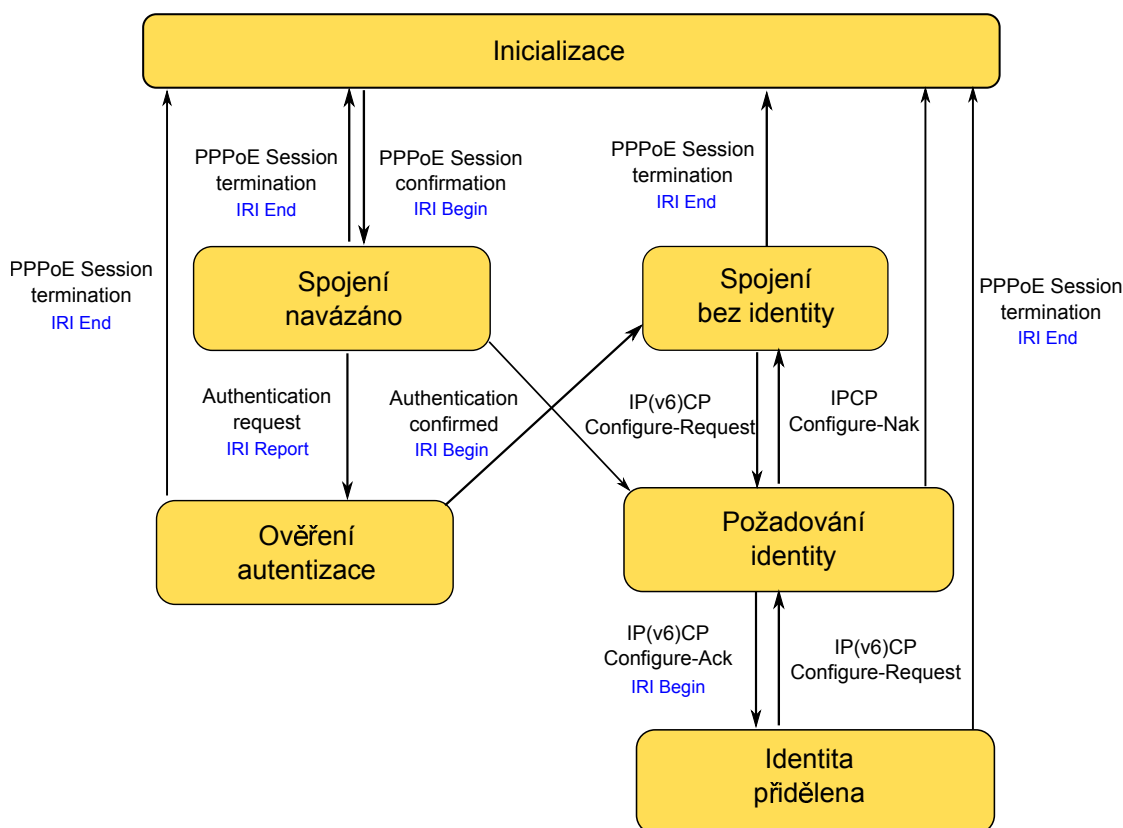 Inicializace
PPPoE Session
termination
IRI End
PPPoE Session
confirmation
IRI Begin
PPPoE Session
termination
IRI End
PPPoE Session
termination
IRI End
Spojení
navázáno
Spojení
bez identity
PPPoE Session
termination
IRI End
Authentication
request
IRI Report
Authentication
confirmed
IRI Begin
IP(v6)CP
Configure-Request
IPCP
Configure-Nak
Ověření
autentizace
Požadování
identity
IP(v6)CP
Configure-Ack
IRI Begin
IP(v6)CP
Configure-Request
Identita
přidělena